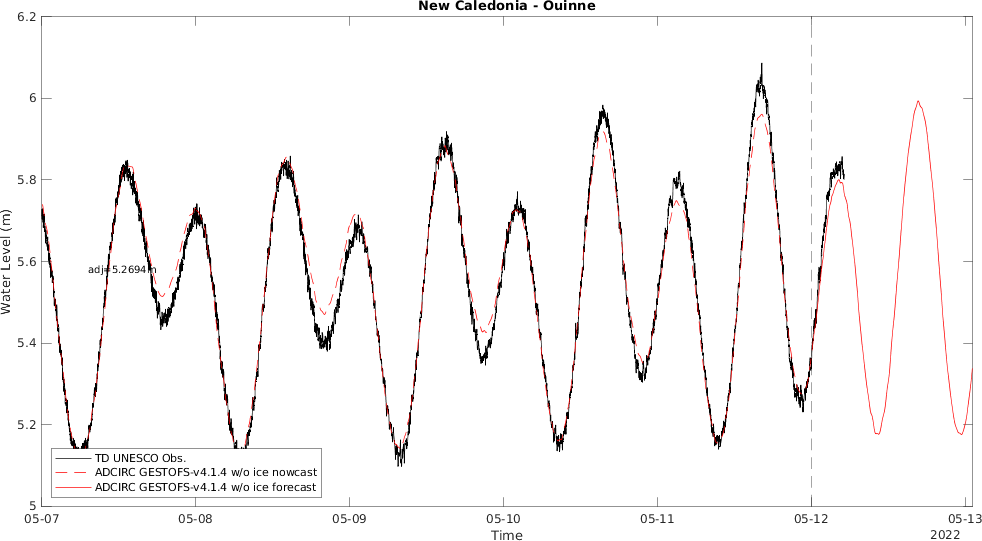 New Caledonia - Ouinne
6.2
6
5.8
5.6
5.4
5.2
5
Water Level (m)
adj=5.2694m
TD UNESCO Obs.
ADCIRC GESTOFS-v4.1.4 w/o ice nowcast
ADCIRC GESTOFS-v4.1.4 w/o ice forecast
05-07 05-08 05-09 05-10 05-11 05-12 05-13
Time
2022